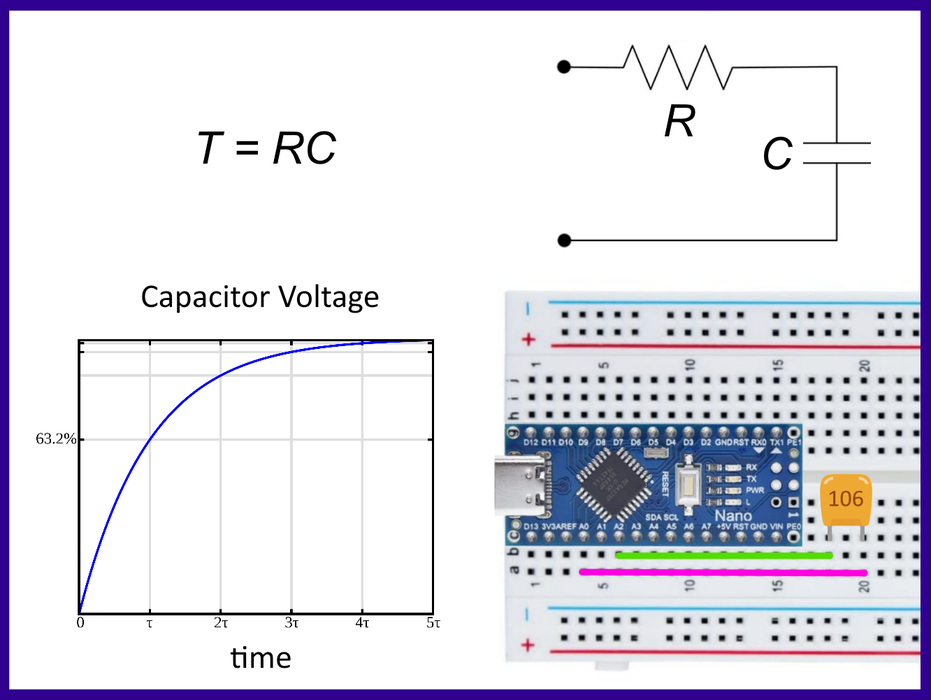 T = RC
R
C
Capacitor Voltage
63.2%
0 τ 2τ 3τ 4τ 5τ
time
−
+
1 5 10 15 20
j
i
h
g
D12 D11 D10 D9 D8 D7 D6 D5 D4 D3 D2 GND RST RX0 TX1 PE1
RESET
RX
TX
PWR
L
1
106
SDA SCL
Nano
D13 3V3 AREF A0 A1 A2 A3 A4 A5 A6 A7 +5V RST GND VIN PE0
c
b
a
1 5 10 15 20
−
+